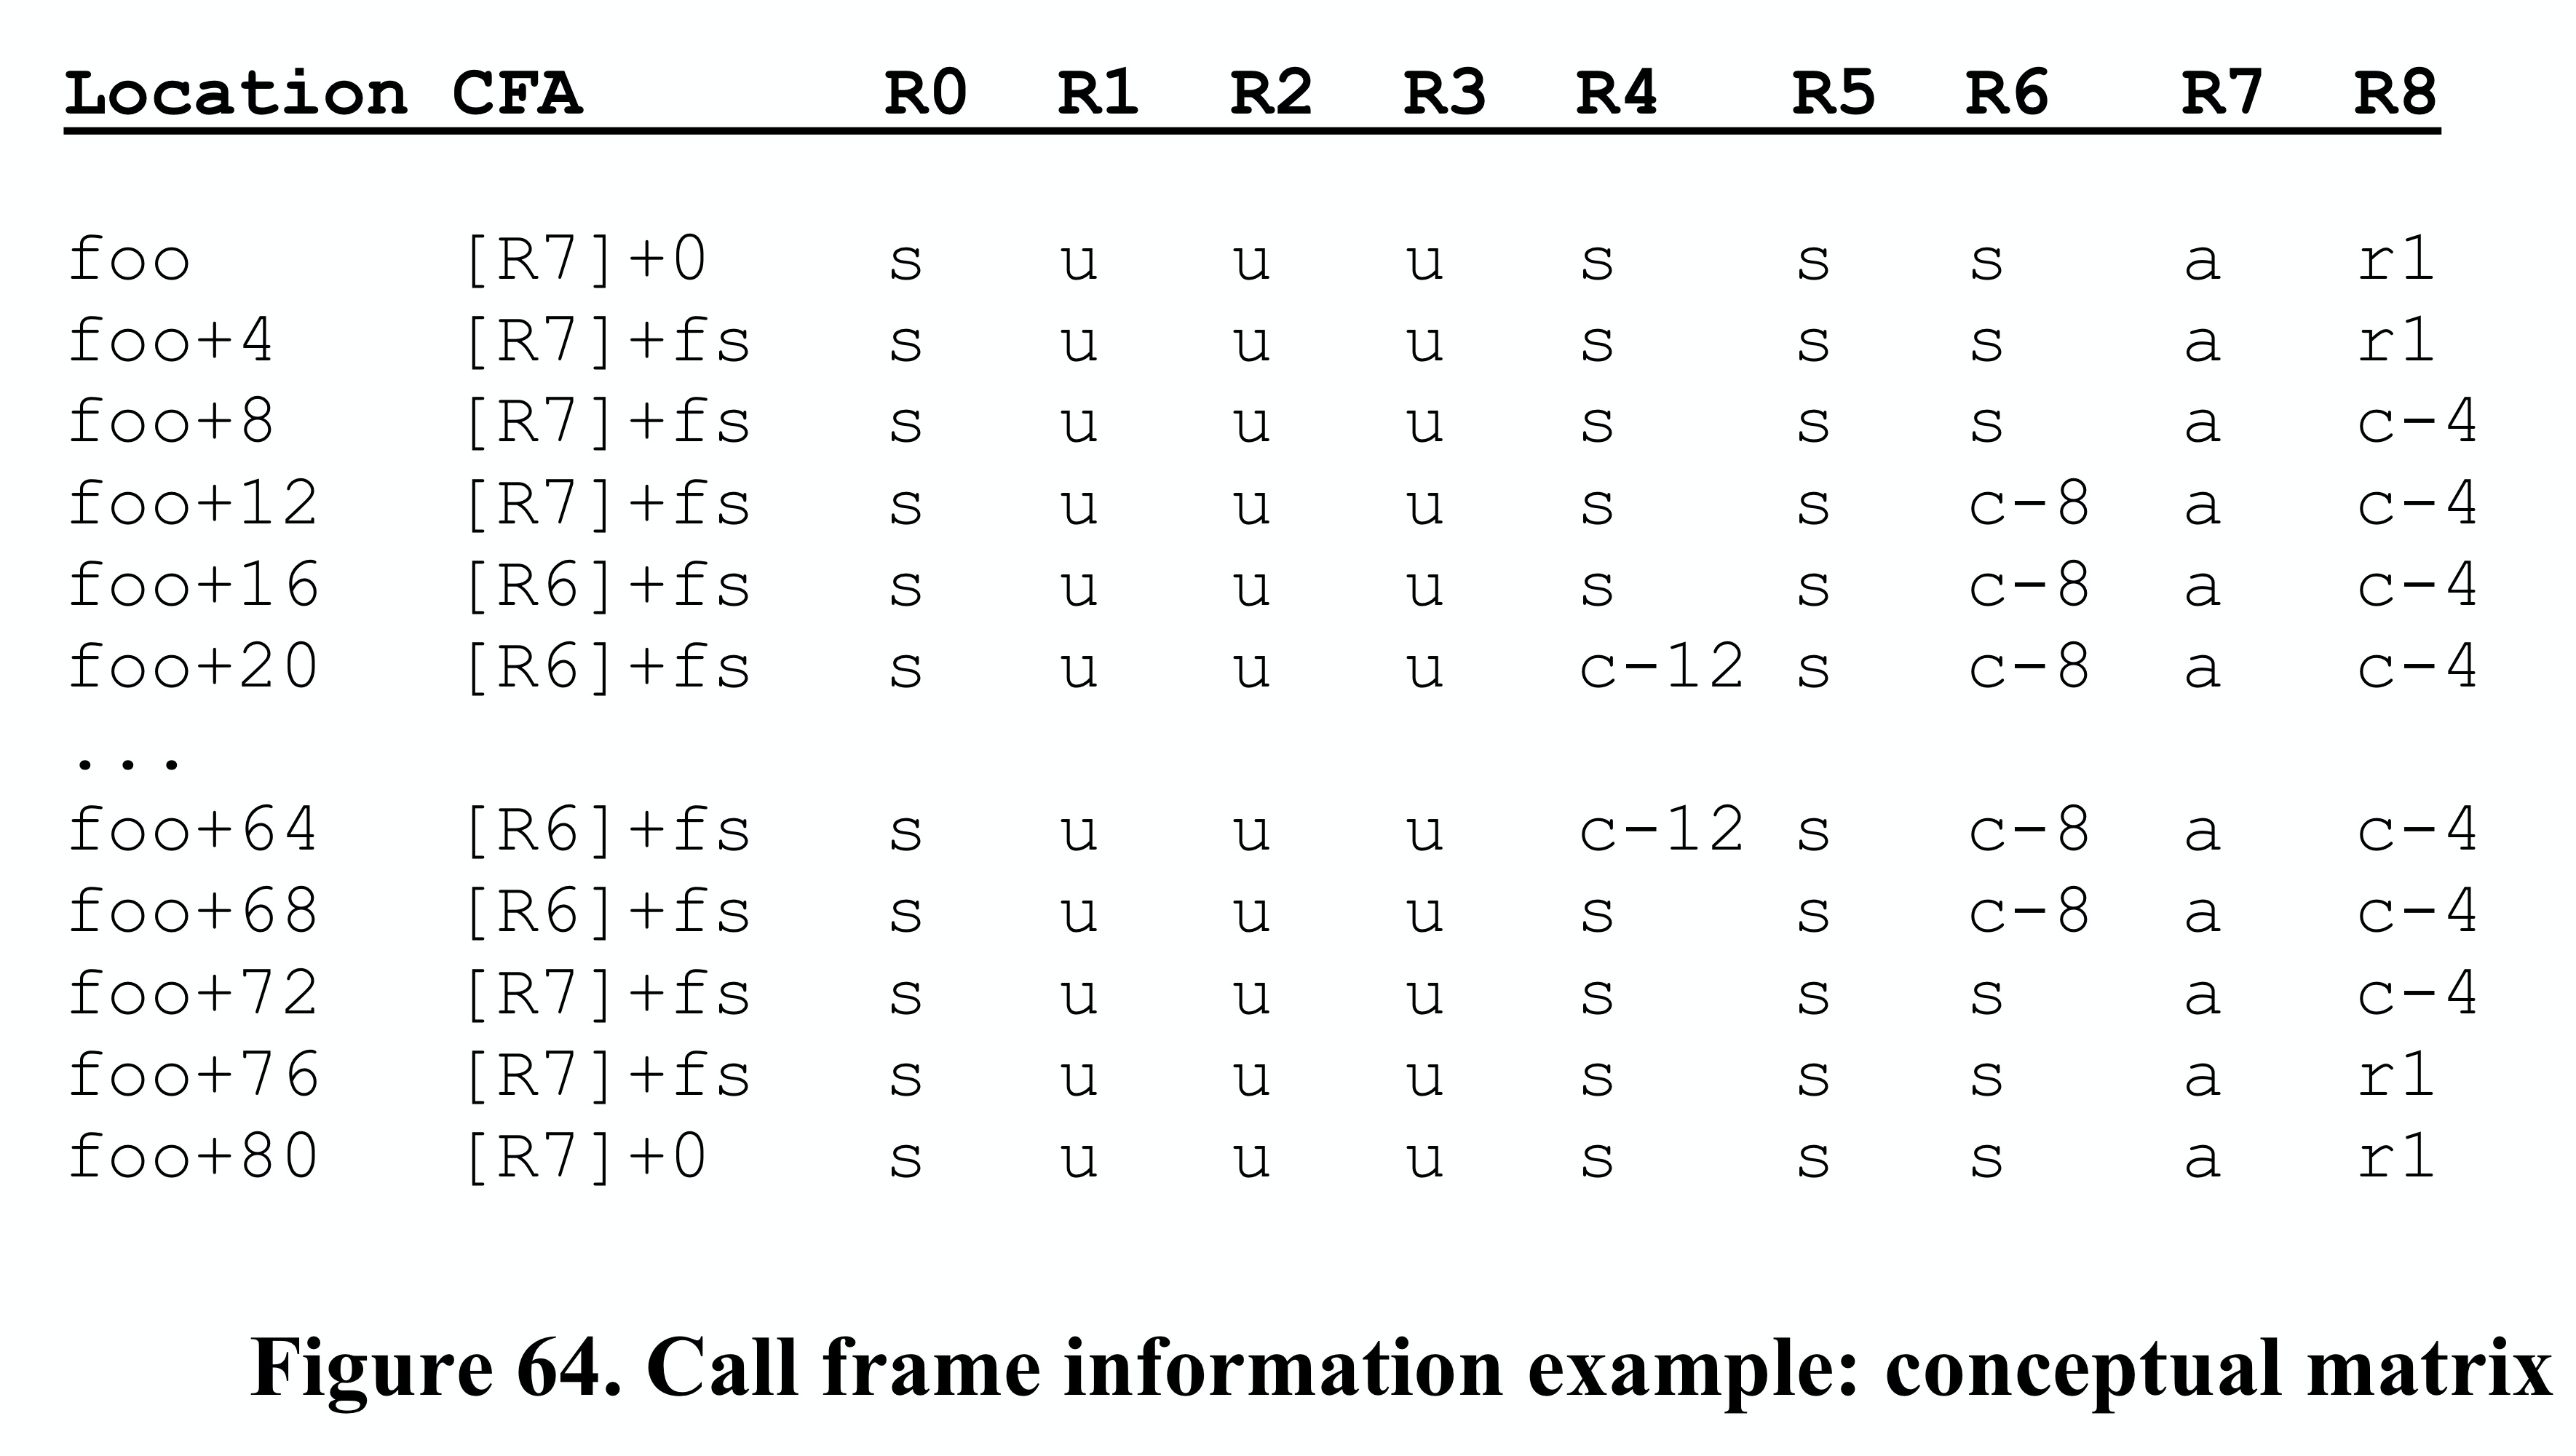 Location CFA R0 R1 R2 R3 R4 R5 R6 R7 R8
foo [R7]+0 s u u u s s s a r1
foo+4 [R7]+fs s u u u s s s a r1
foo+8 [R7]+fs s u u u s s s a c-4
foo+12 [R7]+fs s u u u s s c-8 a c-4
foo+16 [R6]+fs s u u u s s c-8 a c-4
foo+20 [R6]+fs s u u u c-12 s c-8 a c-4
...
foo+64 [R6]+fs s u u u c-12 s c-8 a c-4
foo+68 [R6]+fs s u u u s s c-8 a c-4
foo+72 [R7]+fs s u u u s s s a c-4
foo+76 [R7]+fs s u u u s s s a r1
foo+80 [R7]+0 s u u u s s s a r1
Figure 64. Call frame information example: conceptual matrix